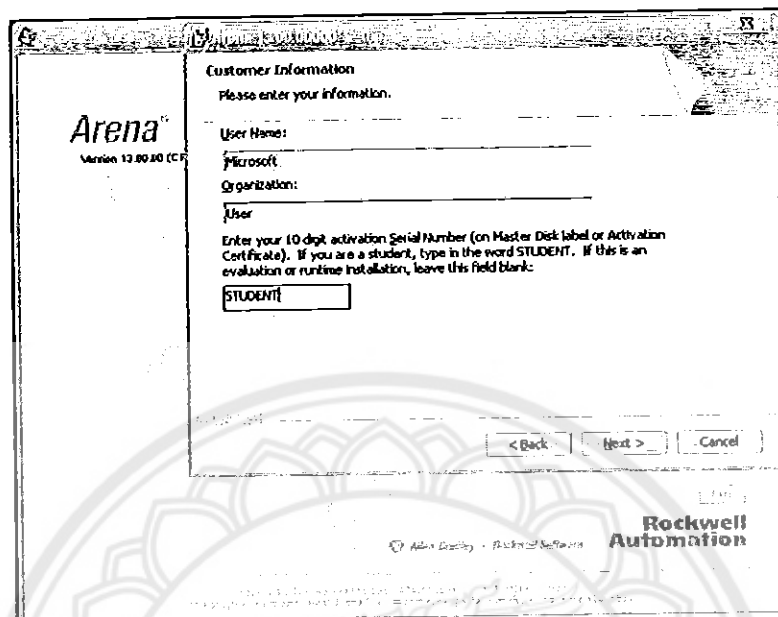 Customer Information
Please enter your information.
Arena
User Name:
Microsoft
Organization:
User
Enter your 10 digit activation Serial Number (on Master Disk label or Activation
Certificate). If you are a student, type in the word STUDENT. If this is an
evaluation or runtime installation, leave this field blank:
STUDENT
< Back
Next >
Cancel
Rockwell
Automation